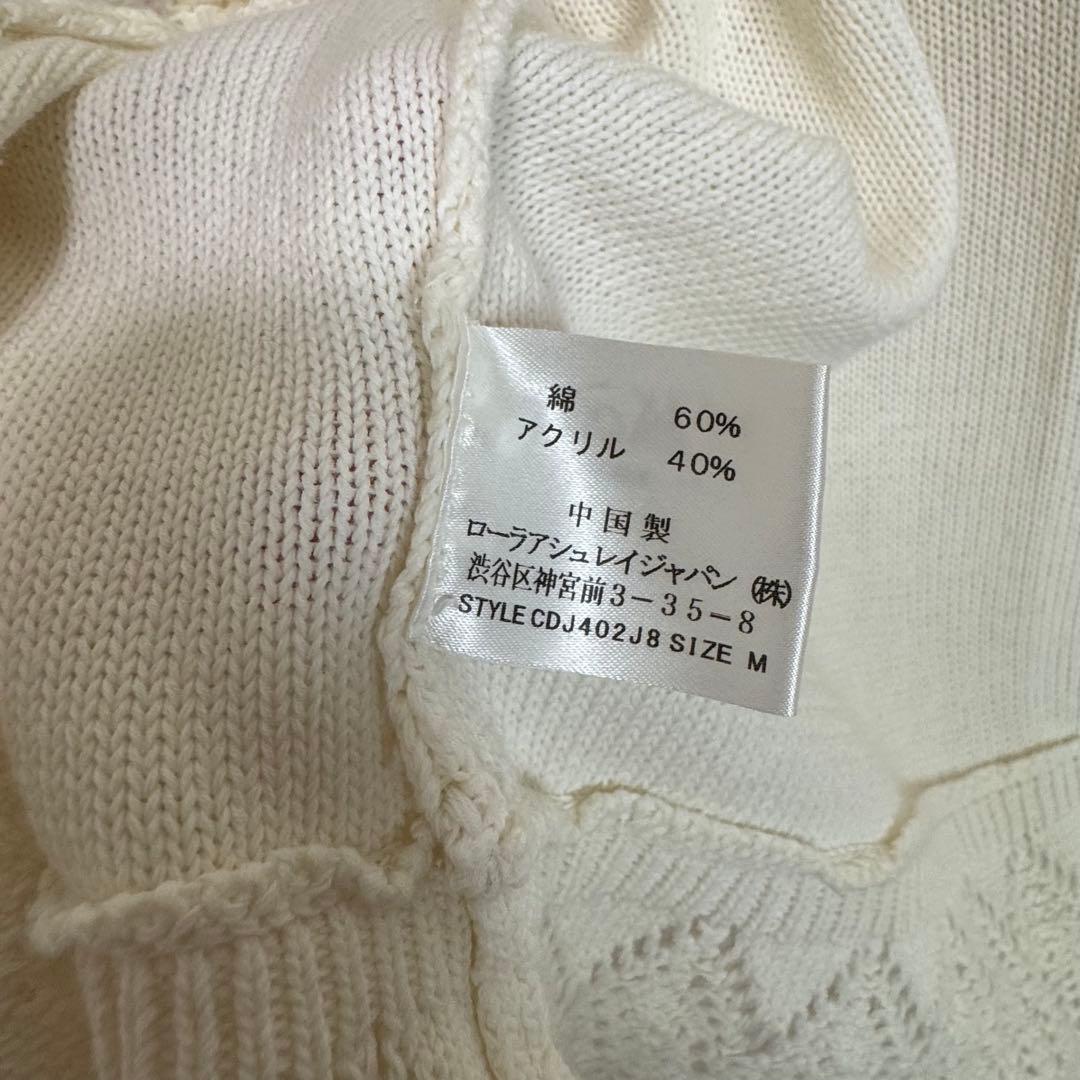 綿 60%
アクリル 40%
中国製
ローラアシュレイジャパン(株)
渋谷区神宮前3-35-8
STYLE CDJ402J8 SIZE M